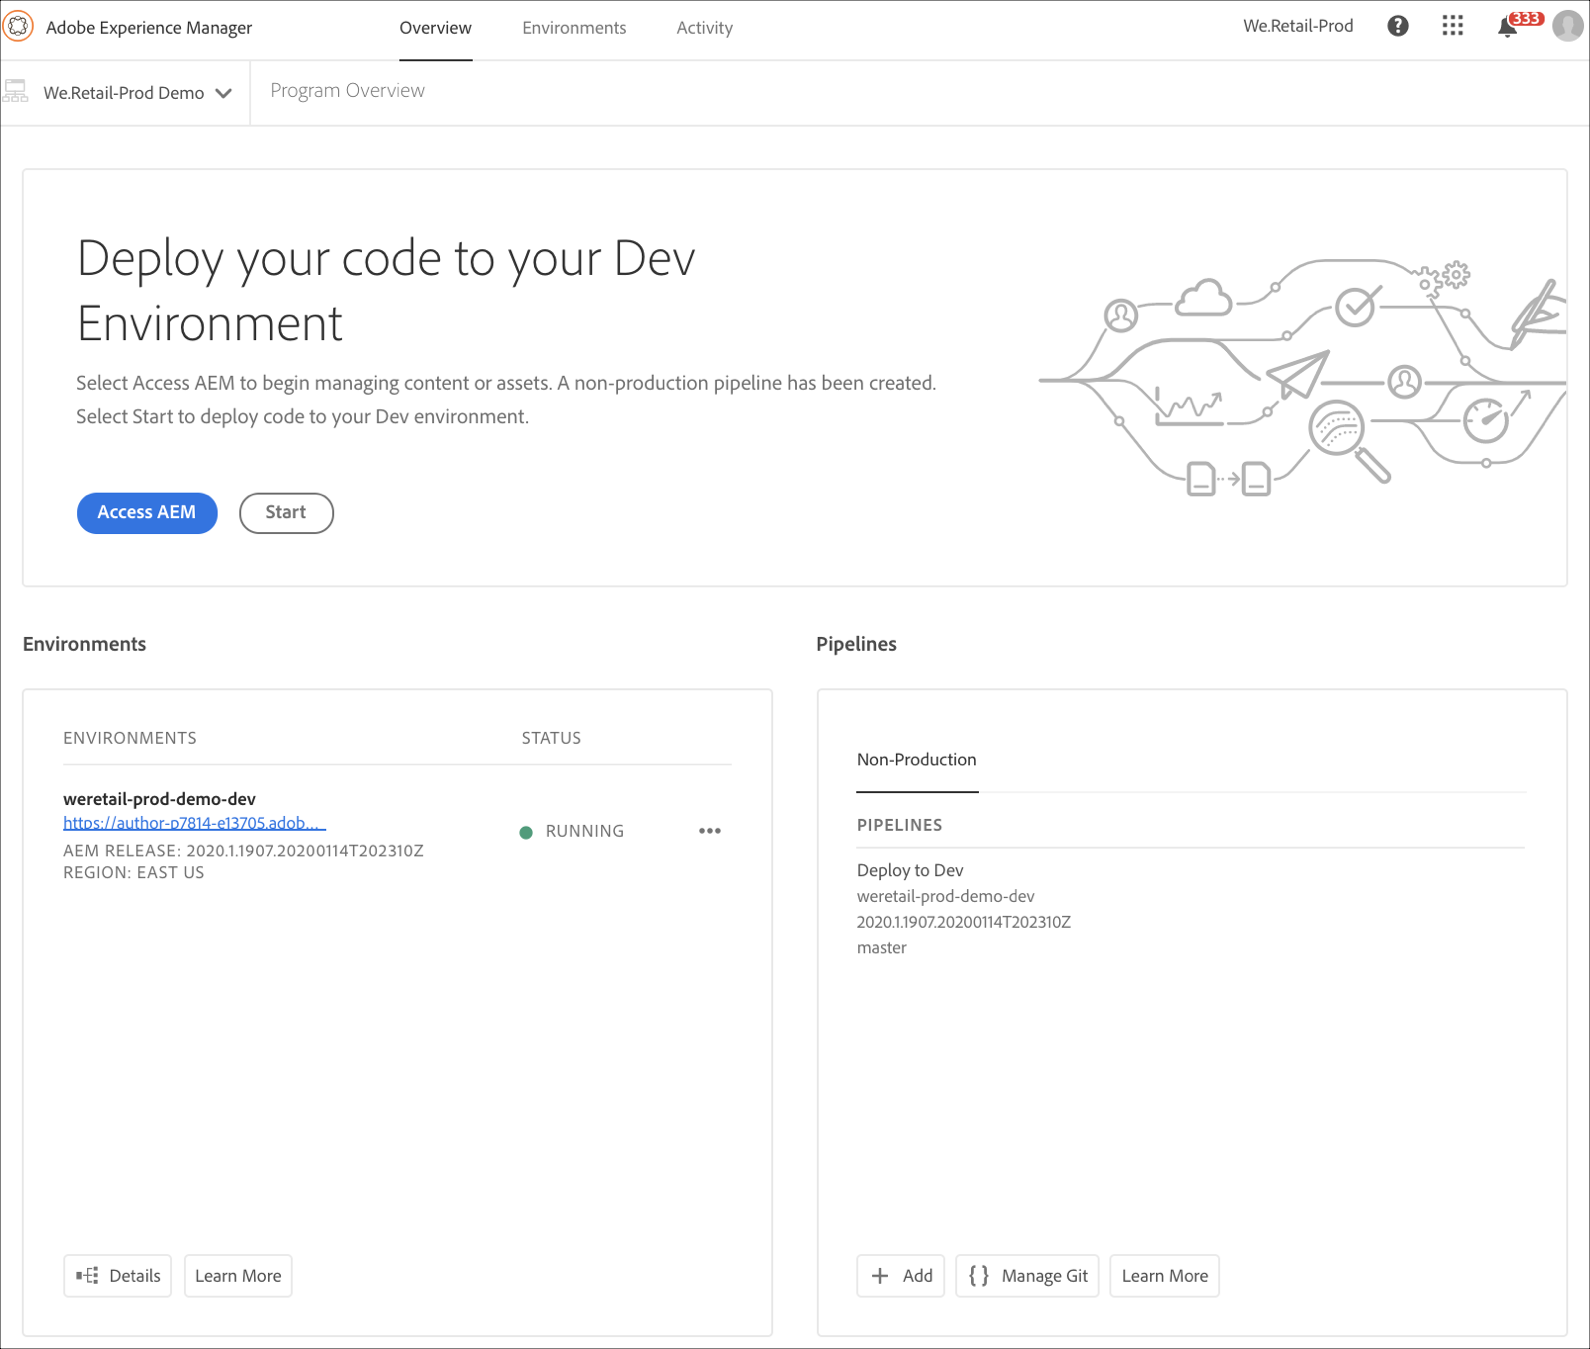 Adobe Experience Manager
Overview
Environments
Activity
We.Retail-Prod
333
We.Retail-Prod Demo
Program Overview
Deploy your code to your Dev
Environment
Select Access AEM to begin managing content or assets. A non-production pipeline has been created.
Select Start to deploy code to your Dev environment.
Access AEM
Start
Environments
ENVIRONMENTS
STATUS
weretail-prod-demo-dev
https://author-p7814-e13705.adob...
RUNNING
AEM RELEASE: 2020.1.1907.20200114T202310Z
REGION: EAST US
Details
Learn More
Pipelines
Non-Production
PIPELINES
Deploy to Dev
weretail-prod-demo-dev
2020.1.1907.20200114T202310Z
master
Add
Manage Git
Learn More